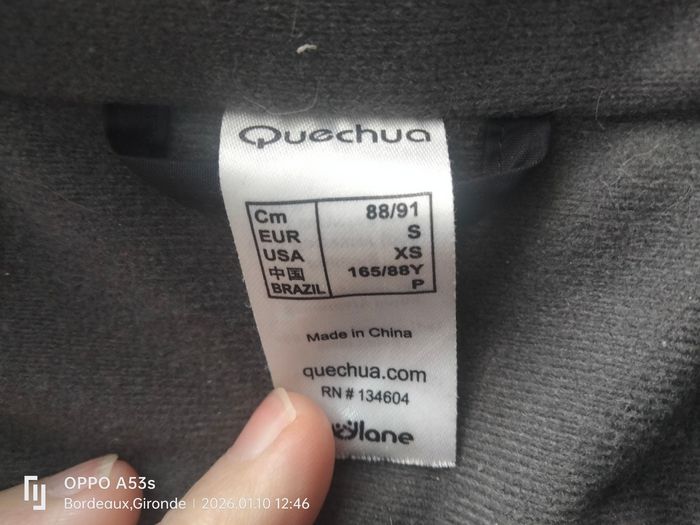 Quechua
Cm 88/91
EUR S
USA XS
中国 165/88Y
BRAZIL P
Made in China
quechua.com
RN # 134604
ylane
OPPO A53s
Bordeaux,Gironde | 2026.01.10 12:46